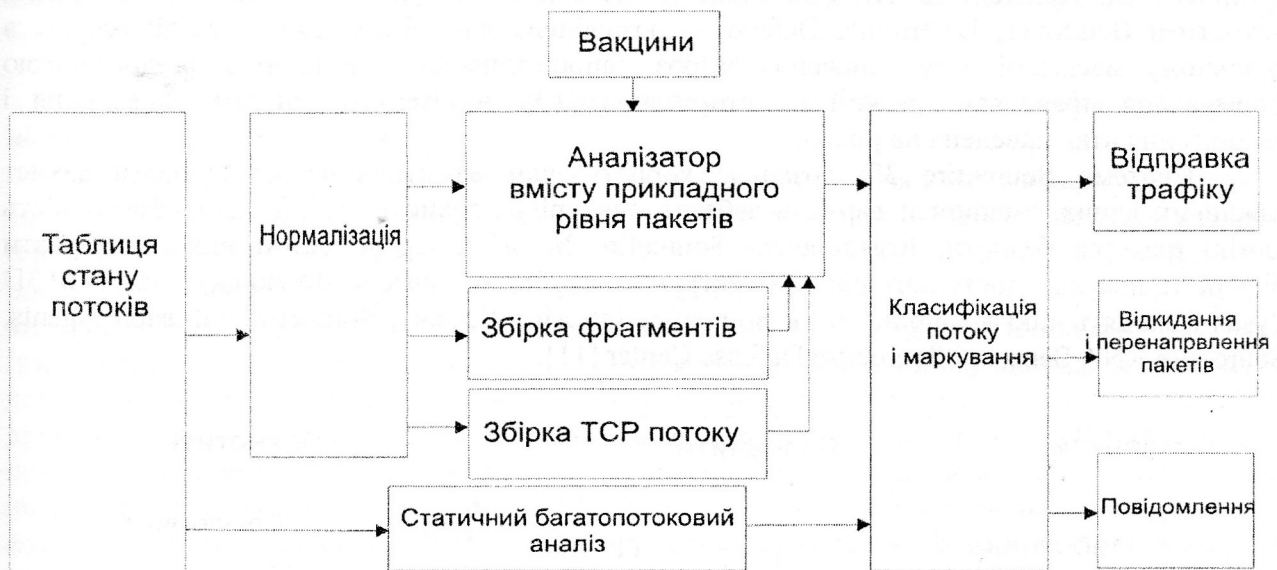 Вакцини
Таблиця
стану
потоків
Нормалізація
Аналізатор
вмісту прикладного
рівня пакетів
Збірка фрагментів
Збірка TCP потоку
Статичний багатопотоковий
аналіз
Класифікація
потоку
і маркування
Відправка
трафіку
Відкидання
і перенапрвлення
пакетів
Повідомлення